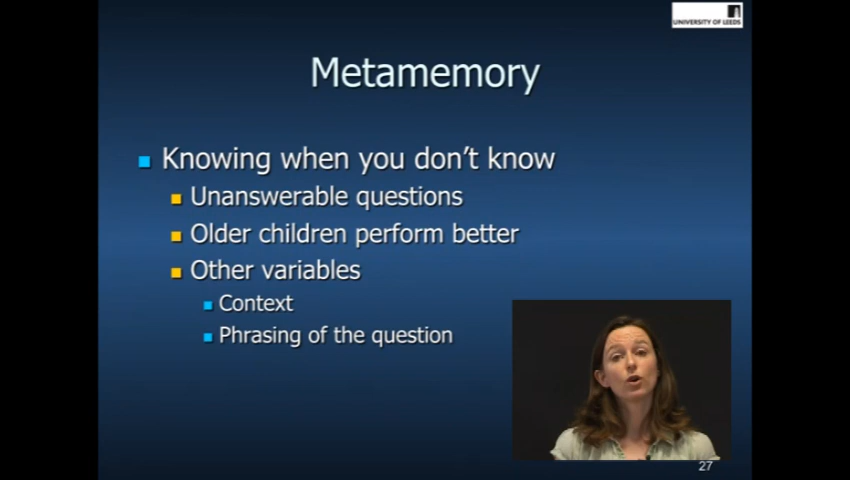 UNIVERSITY OF LEEDS
Metamemory
Knowing when you don't know
Unanswerable questions
Older children perform better
Other variables
Context
Phrasing of the question
27